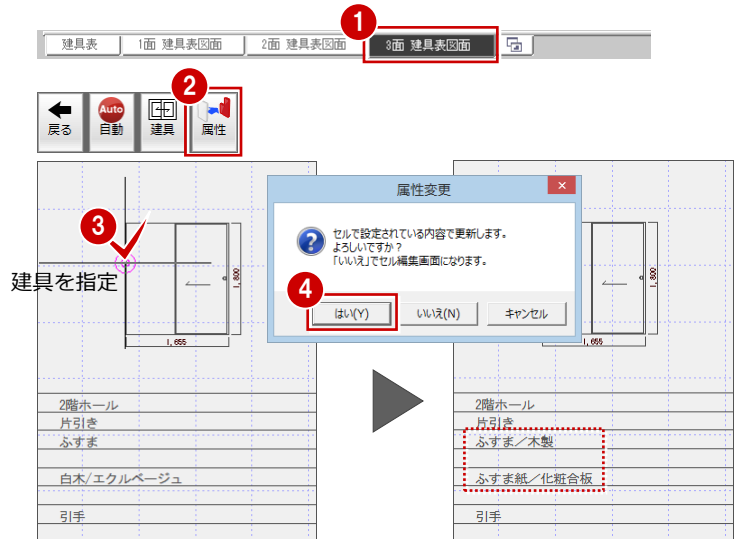 1
建具表
1面 建具表図面
2面 建具表図面
3面 建具表図面
2
戻る
Auto
自動
建具
属性
3
建具を指定
1,800
1,655
2階ホール
片引き
ふすま
白木/エクルベージュ
引手
属性変更
×
?
セルで設定されている内容で更新します。
よろしいですか?
「いいえ」でセル編集画面になります。
4
はい(Y)
いいえ(N)
キャンセル
1,800
1,655
2階ホール
片引き
ふすま/木製
ふすま紙/化粧合板
引手